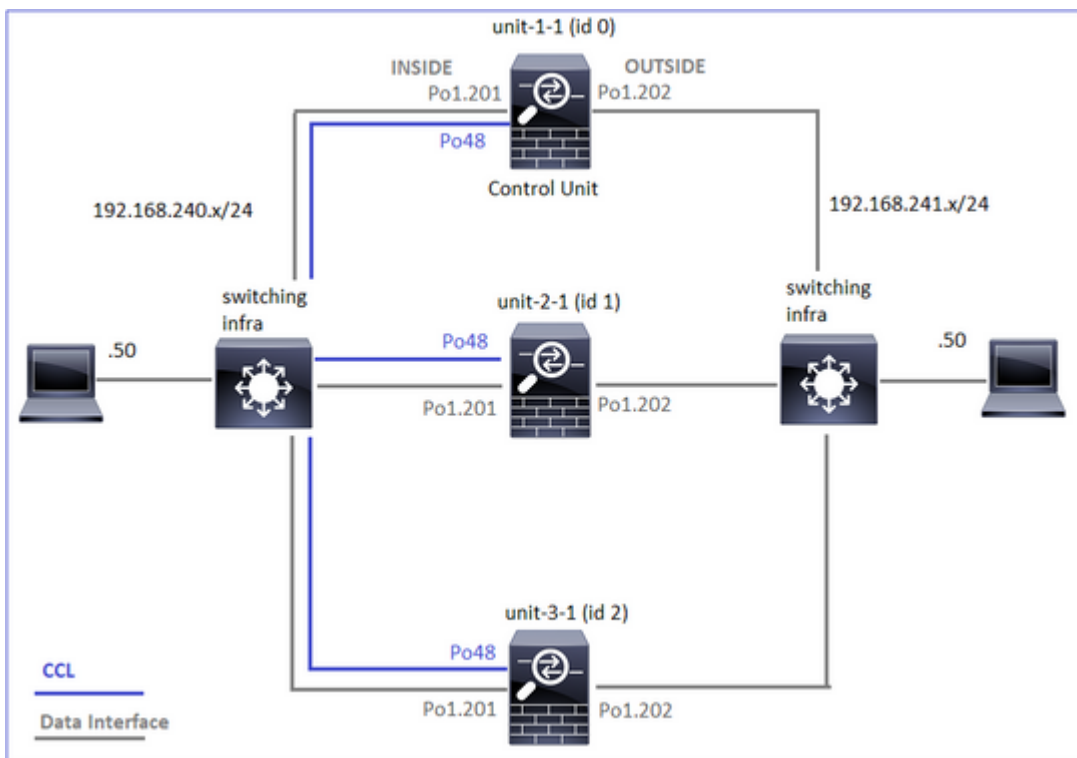 unit-1-1 (id 0)
INSIDE
OUTSIDE
Po1.201
Po1.202
Po48
Control Unit
192.168.240.x/24
192.168.241.x/24
switching
infra
unit-2-1 (id 1)
switching
infra
.50
Po48
.50
Po1.201
Po1.202
unit-3-1 (id 2)
Po48
CCL
Po1.201
Po1.202
Data Interface